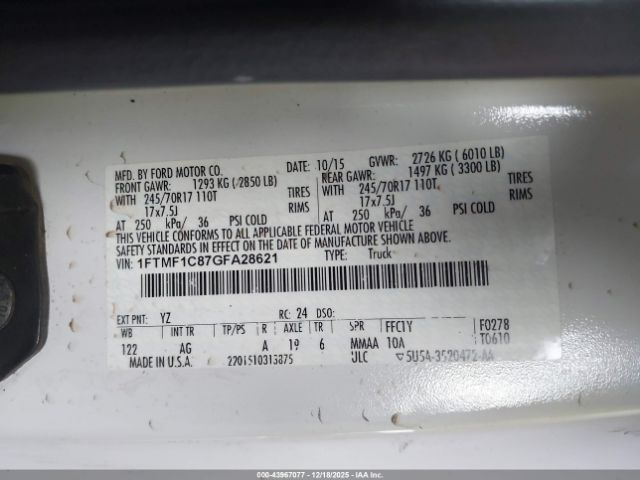 MFD. BY FORD MOTOR CO. DATE: 10/15 GVWR: 2726 KG ( 6010 LB)
FRONT GAWR: 1293 KG ( 2850 LB) REAR GAWR: 1497 KG ( 3300 LB)
WITH 245/70R17 110T TIRES WITH 245/70R17 110T TIRES
17x7.5J RIMS 17x7.5J RIMS
AT 250 kPa/ 36 PSI COLD AT 250 kPa/ 36 PSI COLD
THIS VEHICLE CONFORMS TO ALL APPLICABLE FEDERAL MOTOR VEHICLE
SAFETY STANDARDS IN EFFECT ON THE DATE OF MANUFACTURE SHOWN ABOVE.
VIN: 1FTMF1C87GFA28621 TYPE: Truck
EXT PNT: YZ RC: 24 DSO: F0278
WB INT TR TP/PS R AXLE TR SPR FFC1Y T0610
122 AG A 19 6 MMAA 10A
MADE IN U.S.A. 2201510313875 ULC 5U5A-3520472-AA
000-43967077 - 12/18/2025 - IAA Inc.